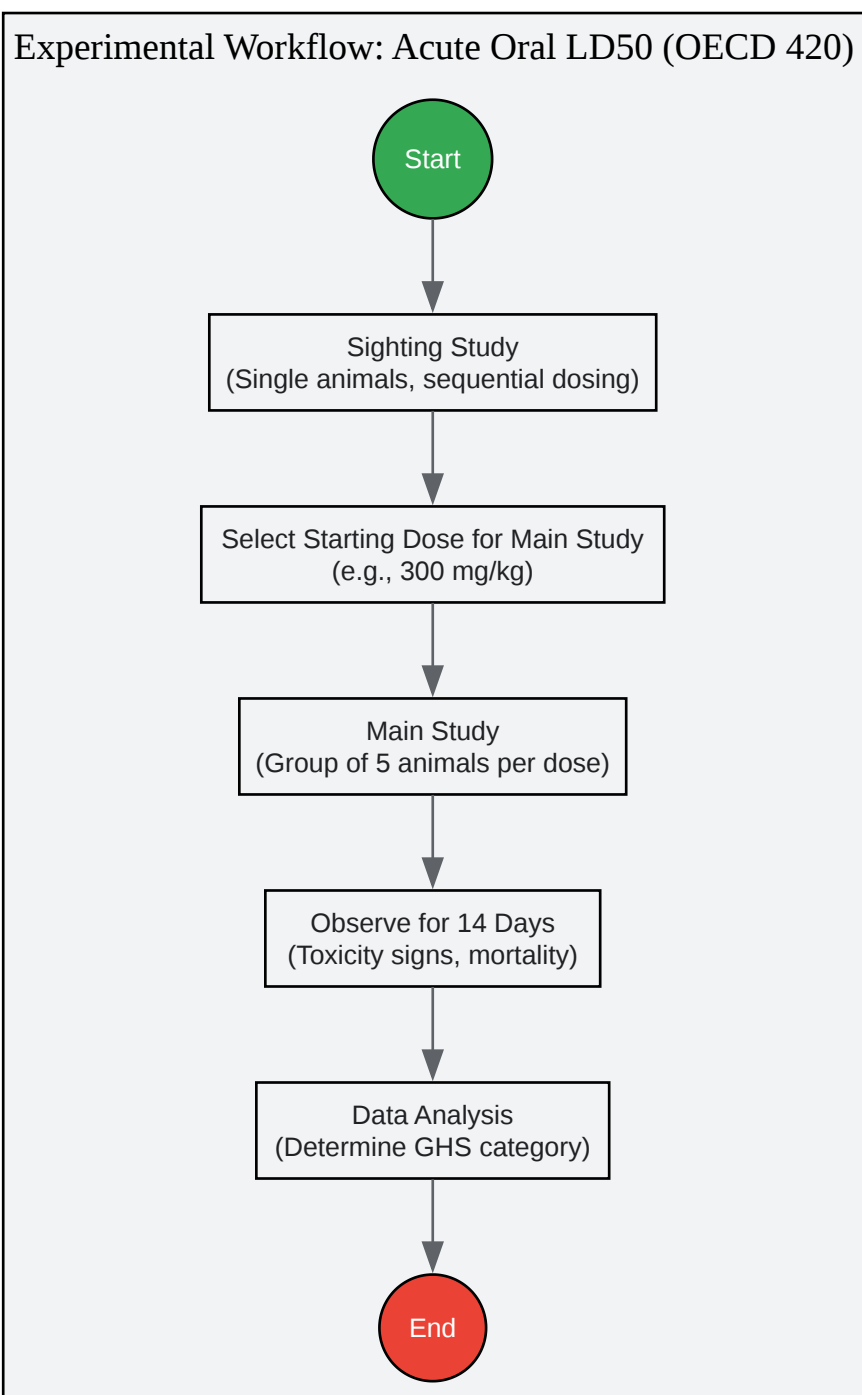 Experimental Workflow: Acute Oral LD50 (OECD 420)
Start
Sighting Study
(Single animals, sequential dosing)
Select Starting Dose for Main Study
(e.g., 300 mg/kg)
Main Study
(Group of 5 animals per dose)
Observe for 14 Days
(Toxicity signs, mortality)
Data Analysis
(Determine GHS category)
End